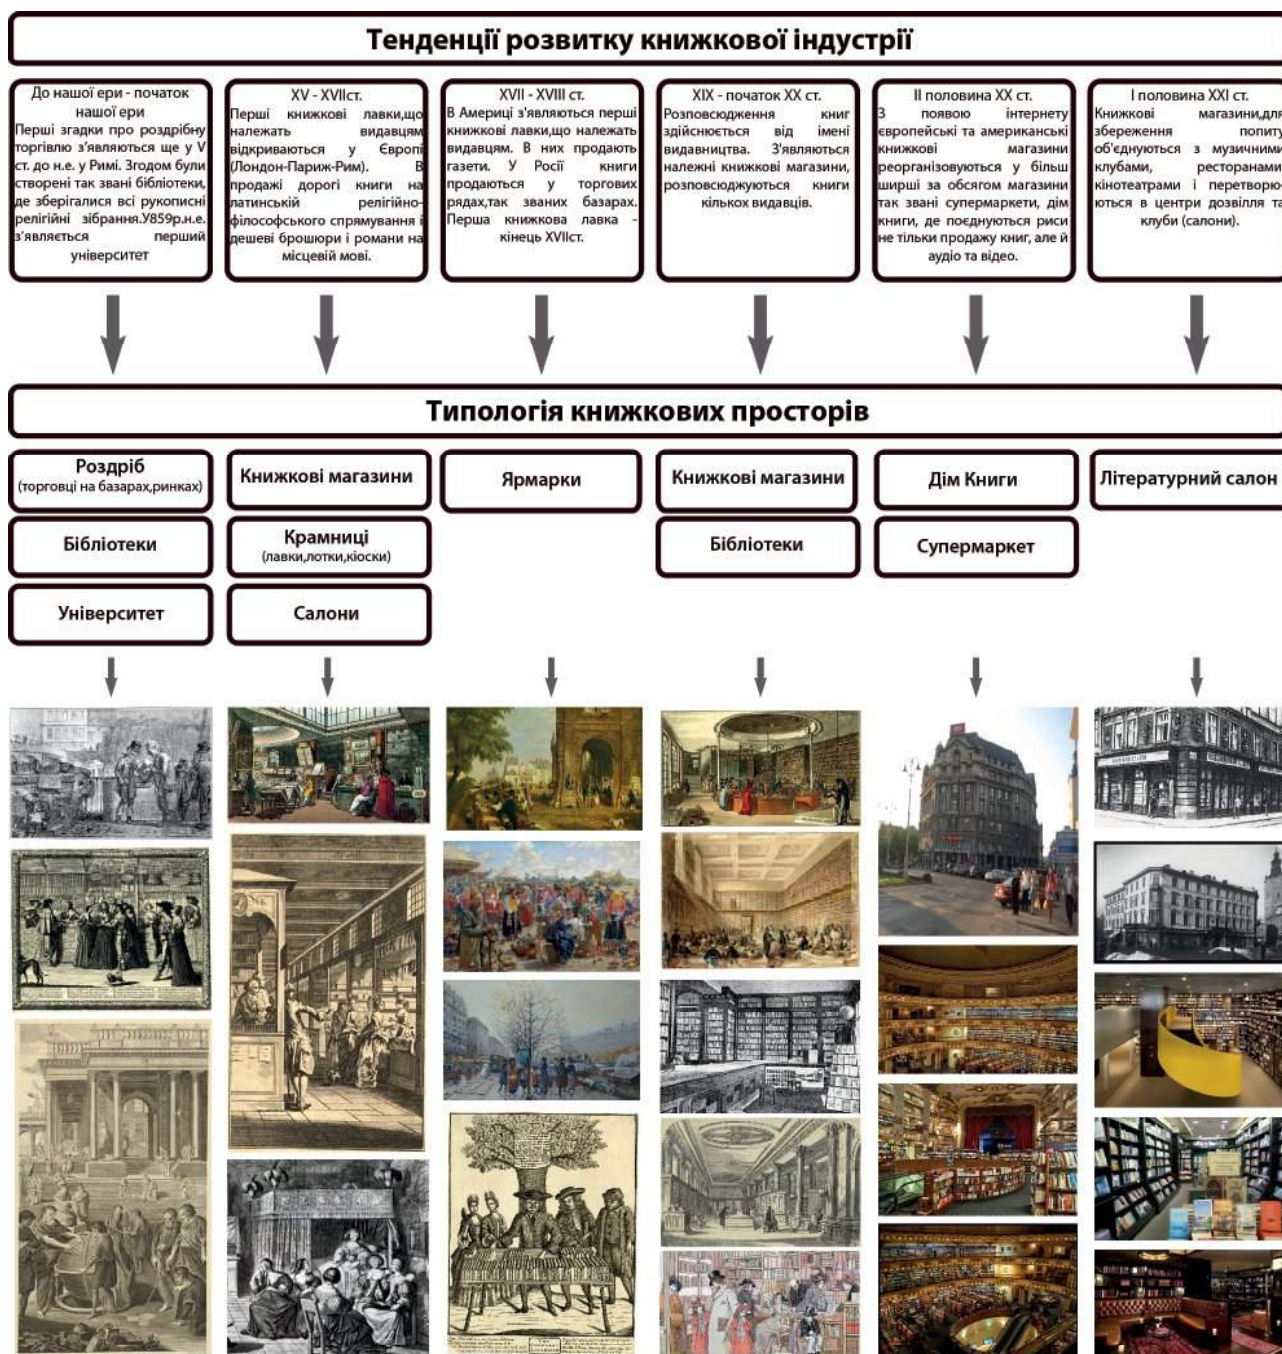 Тенденції розвитку книжкової індустрії
До нашої ери - початок
нашої ери
Перші згадки про роздрібну
торгівлю з'являються ще у V
ст. до н.е. у Римі. Згодом були
створені так звані бібліотеки,
де зберігалися всі рукописні
релігійні зібрання.У859р.н.е.
з'являється перший
університет
XV - XVIIст.
Перші книжкові лавки,що
належать видавцям
відкриваються у Європі
(Лондон-Париж-Рим). В
продажі дорогі книги на
латинській релігійно-
філософського спрямування і
дешеві брошюри і романи на
місцевій мові.
XVII - XVIII ст.
В Америці з'являються перші
книжкові лавки,що належать
видавцям. В них продають
газети. У Росії книги
продаються у торгових
рядах,так званих базарах.
Перша книжкова лавка -
кінець XVIIст.
XIX - початок XX ст.
Розповсюдження книг
здійснюється від імені
видавництва. З'являються
належні книжкові магазини,
розповсюджуються книги
кількох видавців.
II половина XX ст.
З появою інтернету
європейські та американські
книжкові магазини
реорганізовуються у більш
ширші за обсягом магазини
так звані супермаркети, дім
книги, де поєднуються риси
не тільки продажу книг, але й
аудіо та відео.
I половина XXI ст.
Книжкові магазини,для
збереження попиту
об'єднуються з музичними
клубами, ресторанами
кінотеатрами і перетворю-
ються в центри дозвілля та
клуби (салони).
Типологія книжкових просторів
Роздріб
(торговці на базарах,ринках)
Бібліотеки
Університет
Книжкові магазини
Крамниці
(лавки,лотки,кіоски)
Салони
Ярмарки
Книжкові магазини
Бібліотеки
Дім Книги
Супермаркет
Літературний салон